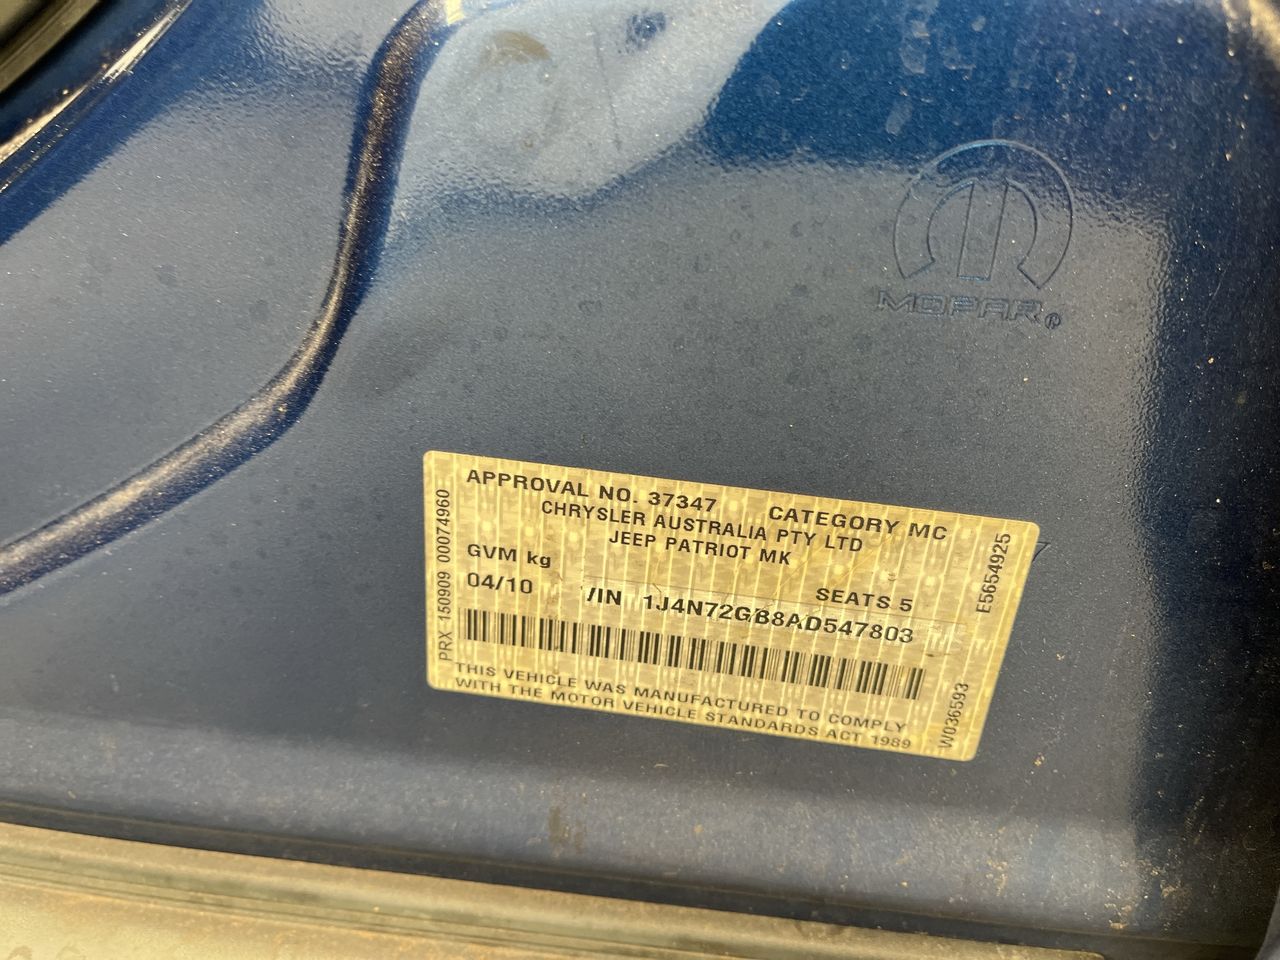 MOPAR®
APPROVAL NO. 37347 CATEGORY MC
CHRYSLER AUSTRALIA PTY LTD
JEEP PATRIOT MK
GVM kg SEATS 5
04/10 /IN 1J4N72GB8AD547803
THIS VEHICLE WAS MANUFACTURED TO COMPLY
WITH THE MOTOR VEHICLE STANDARDS ACT 1989
PRX 150909 00074960
W036593 E5654925